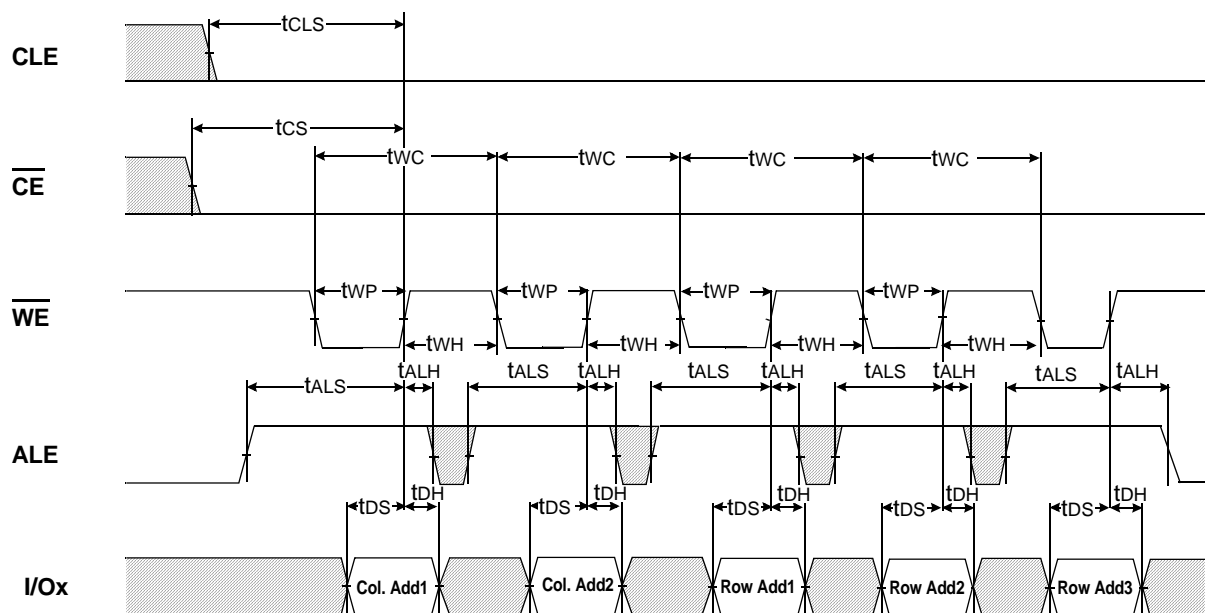 tCLS
CLE
tCS
tWC tWC tWC tWC
CE
tWP tWP tWP tWP
WE
tWH tWH tWH tWH
tALS tALH tALS tALH tALS tALH tALS tALH tALS tALH
ALE
tDS tDH tDS tDH tDS tDH tDS tDH tDS tDH
I/Ox Col. Add1 Col. Add2 Row Add1 Row Add2 Row Add3